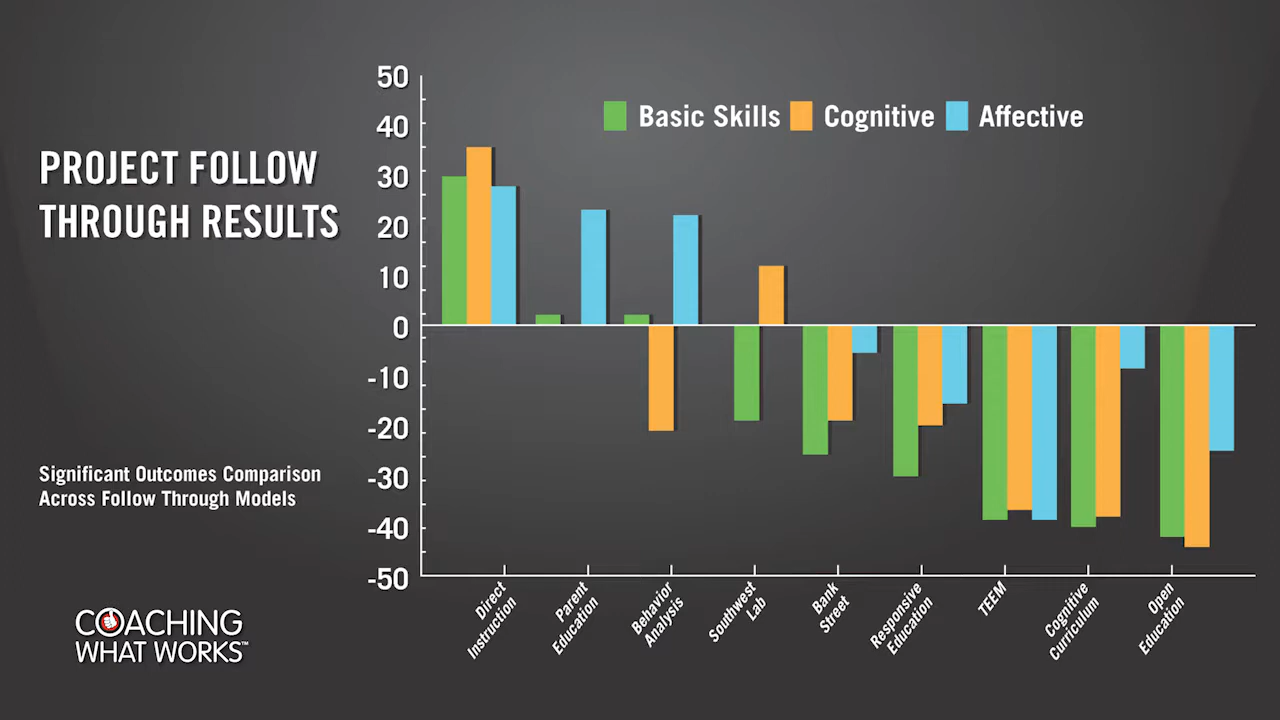 PROJECT FOLLOW
THROUGH RESULTS
Significant Outcomes Comparison
Across Follow Through Models
COACHING
WHAT WORKS™
Basic Skills
Cognitive
Affective
50
40
30
20
10
0
-10
-20
-30
-40
-50
Direct
Instruction
Parent
Education
Behavior
Analysis
Southwest
Lab
Bank
Street
Responsive
Education
TEEM
Cognitive
Curriculum
Open
Education